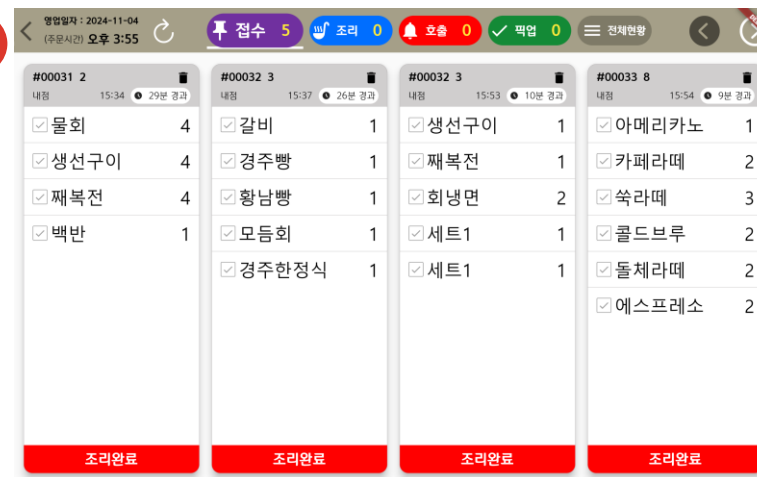 영업일자 : 2024-11-04
(주문시간) 오후 3:55
접수 5
조리 0
호출 0
픽업 0
전체현황
#00031 2
내점 15:34 29분 경과
물회 4
생선구이 4
째복전 4
백반 1
조리완료
#00032 3
내점 15:37 26분 경과
갈비 1
경주빵 1
황남빵 1
모듬회 1
경주한정식 1
조리완료
#00032 3
내점 15:53 10분 경과
생선구이 1
째복전 1
회냉면 2
세트1 1
세트1 1
조리완료
#00033 8
내점 15:54 9분 경과
아메리카노 1
카페라떼 2
쑥라떼 3
콜드브루 2
돌체라떼 2
에스프레소 2
조리완료